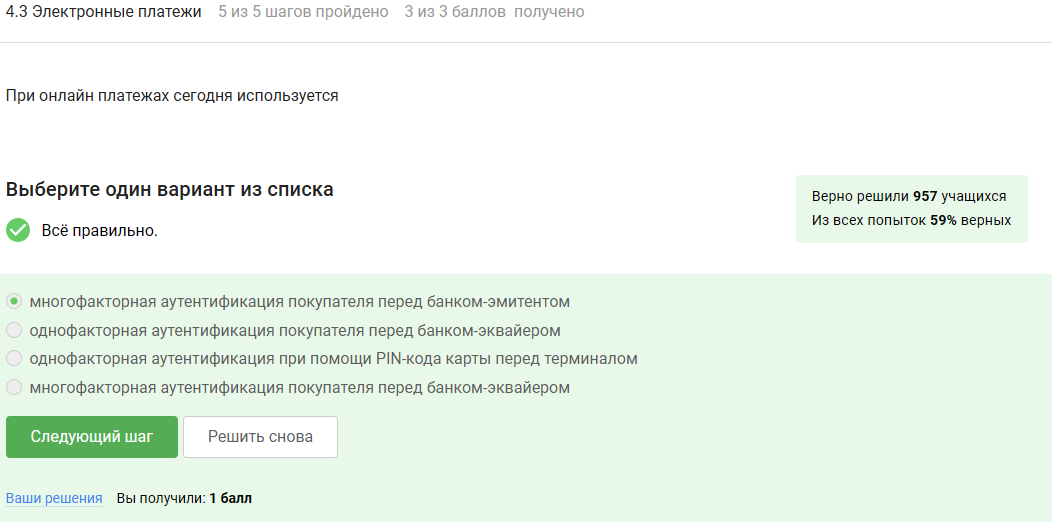 4.3 Электронные платежи 5 из 5 шагов пройдено 3 из 3 баллов получено
При онлайн платежах сегодня используется
Выберите один вариант из списка
Всё правильно.
Верно решили 957 учащихся
Из всех попыток 59% верных
многофакторная аутентификация покупателя перед банком-эмитентом
однофакторная аутентификация покупателя перед банком-эквайером
однофакторная аутентификация при помощи PIN-кода карты перед терминалом
многофакторная аутентификация покупателя перед банком-эквайером
Следующий шаг Решить снова
Ваши решения Вы получили: 1 балл